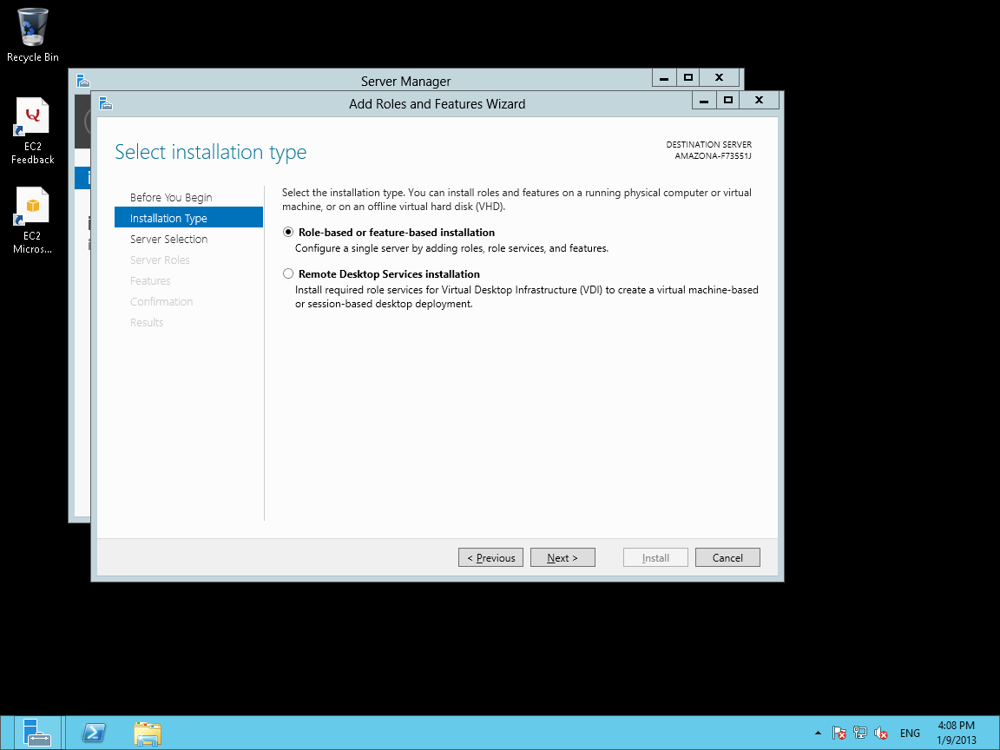 Recycle Bin
EC2
Feedback
EC2
Micros...
Server Manager
Add Roles and Features Wizard
Select installation type
DESTINATION SERVER
AMAZONA-F73551J
Before You Begin
Installation Type
Server Selection
Server Roles
Features
Confirmation
Results
Select the installation type. You can install roles and features on a running physical computer or virtual
machine, or on an offline virtual hard disk (VHD).
Role-based or feature-based installation
Configure a single server by adding roles, role services, and features.
Remote Desktop Services installation
Install required role services for Virtual Desktop Infrastructure (VDI) to create a virtual machine-based
or session-based desktop deployment.
< Previous
Next >
Install
Cancel
ENG
4:08 PM
1/9/2013